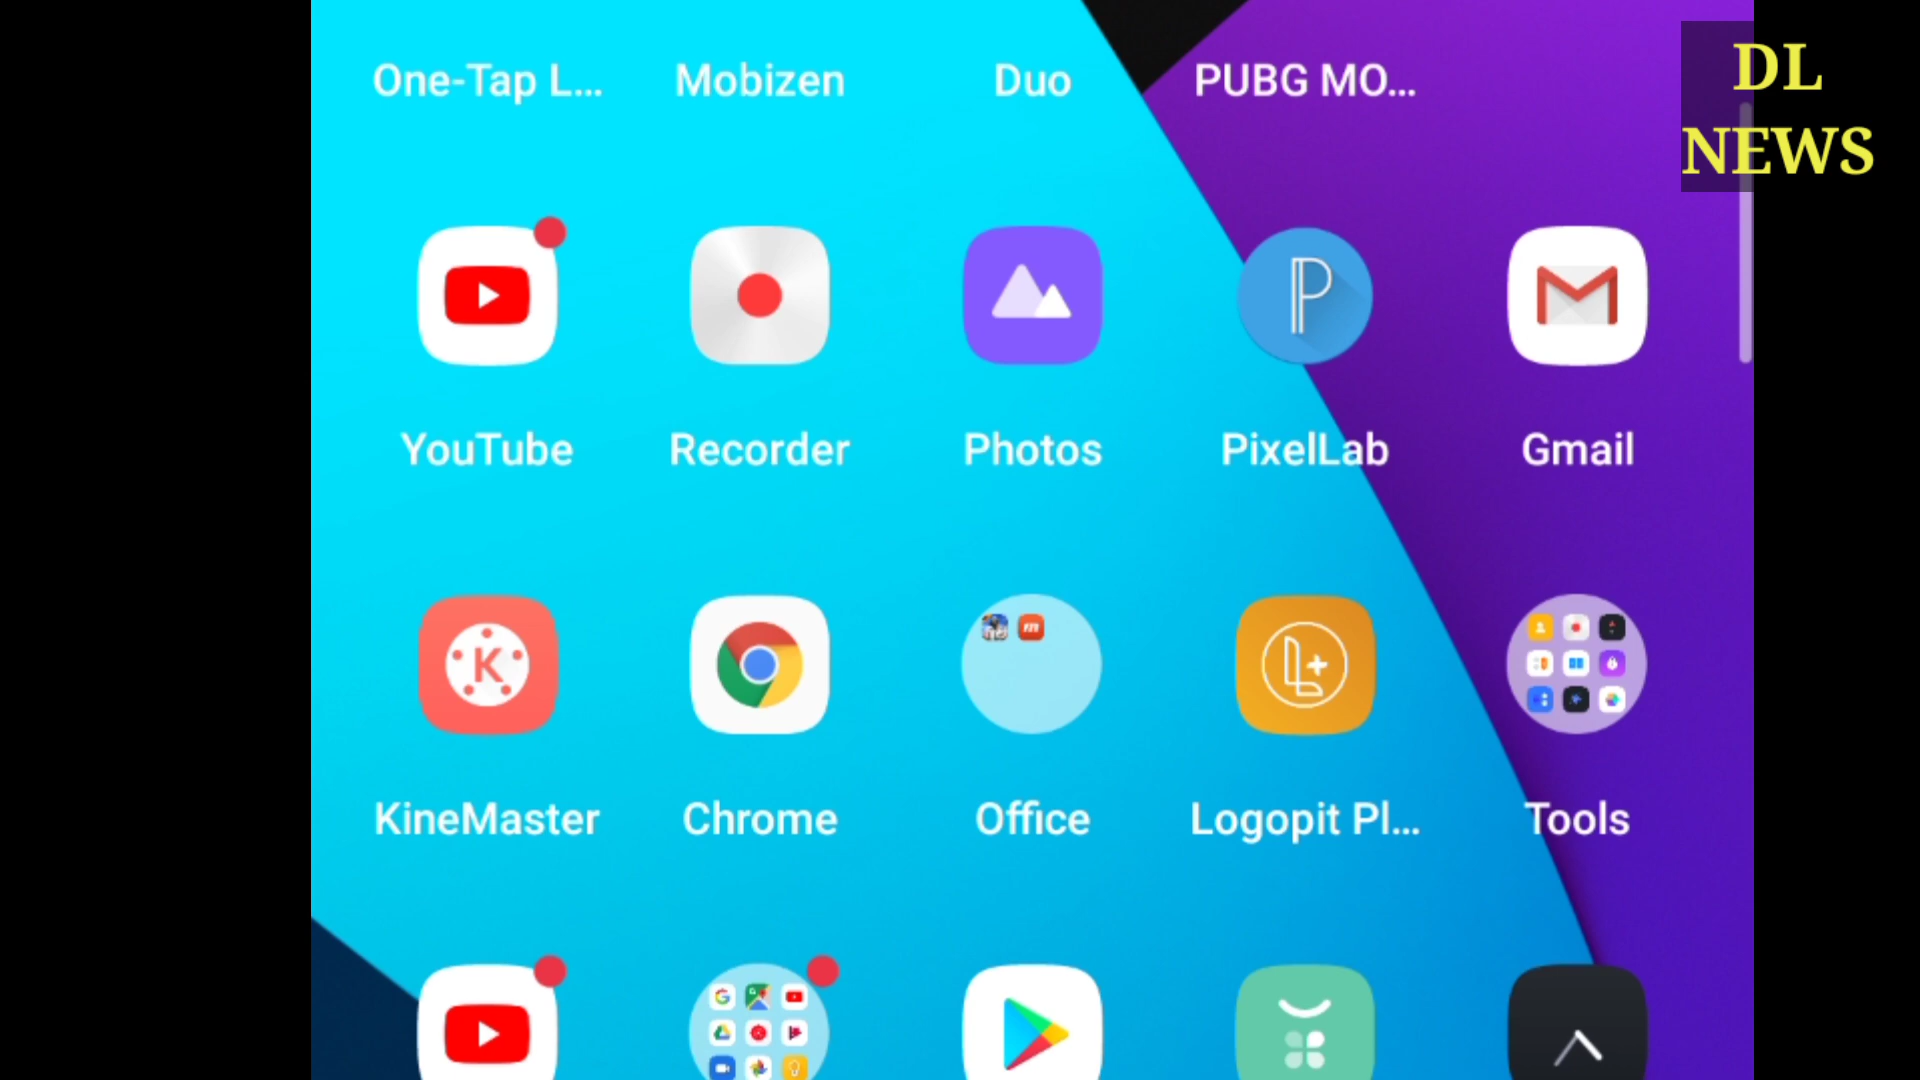 One-Tap L...
Mobizen
Duo
PUBG MO...
DL
NEWS
YouTube
Recorder
Photos
PixelLab
Gmail
KineMaster
Chrome
Office
Logopit Pl...
Tools